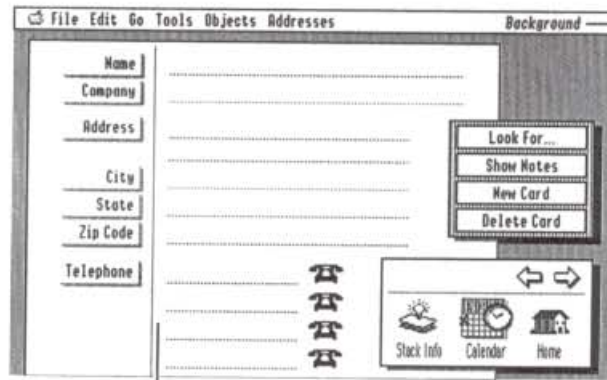 File Edit Go Tools Objects Addresses
Background
Name
Company
Address
City
State
Zip Code
Telephone
Look For...
Show Notes
New Card
Delete Card
Stack Info
Calendar
Home